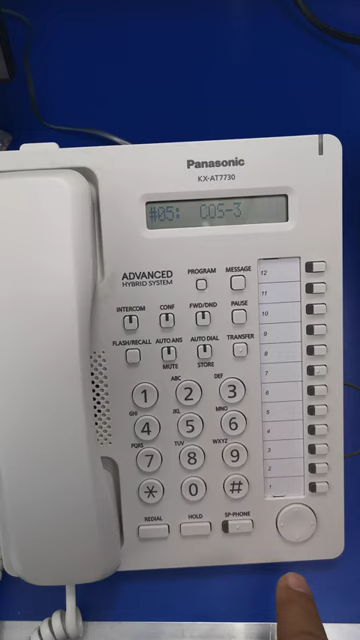 Panasonic
KX-AT7730
#05: COS-3
ADVANCED
HYBRID SYSTEM
PROGRAM
MESSAGE
INTERCOM
CONF
FWD/DND
PAUSE
FLASH/RECALL
AUTO ANS
AUTO DIAL
TRANSFER
MUTE
STORE
1
ABC
2
DEF
3
GHI
4
JKL
5
MNO
6
PQRS
7
TUV
8
WXYZ
9
*
0
#
REDIAL
HOLD
SP-PHONE
12
11
10
9
8
7
6
5
4
3
2
1